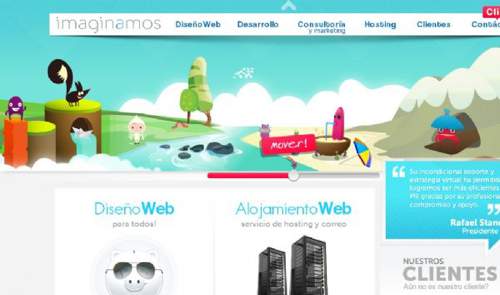 Cli
imaginamos
DiseñoWeb Desarrollo Consultoría Hosting Clientes Contác
y marketing
mover!
Su incondicional soporte y
estrategia virtual ha permitido
logremos ser más eficientes
Mil gracias por su profesional
compromiso y apoyo.
Rafael Stan
Presidente
DiseñoWeb
para todos!
AlojamientoWeb
servicio de hosting y correo
NUESTROS
CLIENTES
Aún no es nuestro cliente?